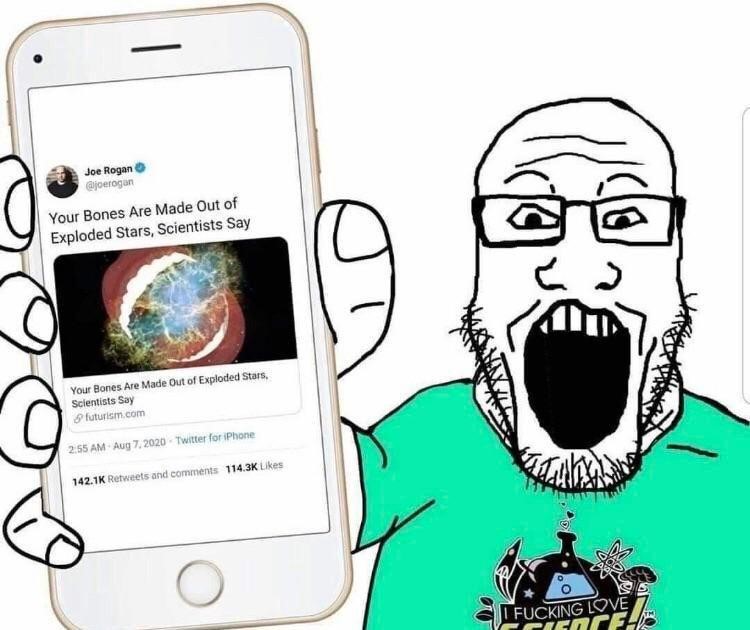 Joe Rogan
@joerogan
Your Bones Are Made Out of
Exploded Stars, Scientists Say
Your Bones Are Made Out of Exploded Stars,
Scientists Say
futurism.com
2:55 AM · Aug 7, 2020 · Twitter for iPhone
142.1K Retweets and comments 114.3K Likes
I FUCKING LOVE
SCIENCE!
TM